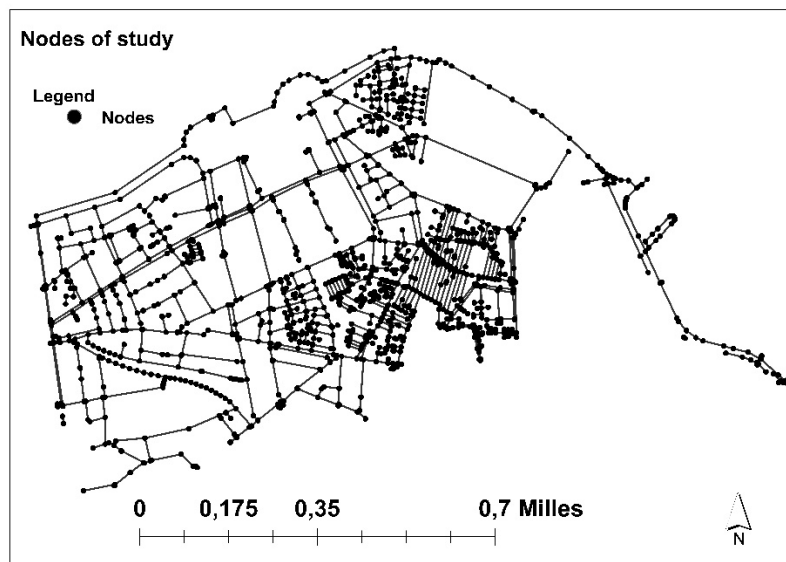 Nodes of study
Legend
Nodes
0 0,175 0,35 0,7 Milles
N